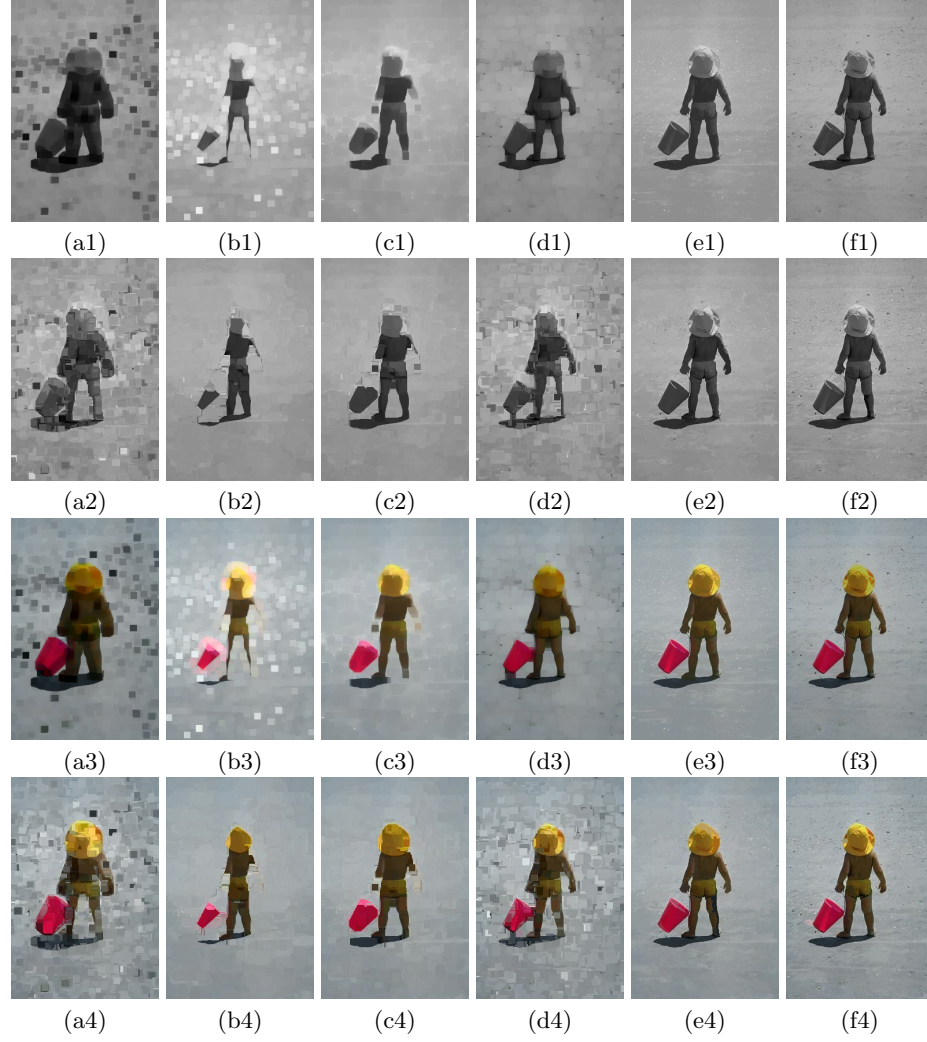 (a1) (b1) (c1) (d1) (e1) (f1)
(a2) (b2) (c2) (d2) (e2) (f2)
(a3) (b3) (c3) (d3) (e3) (f3)
(a4) (b4) (c4) (d4) (e4) (f4)